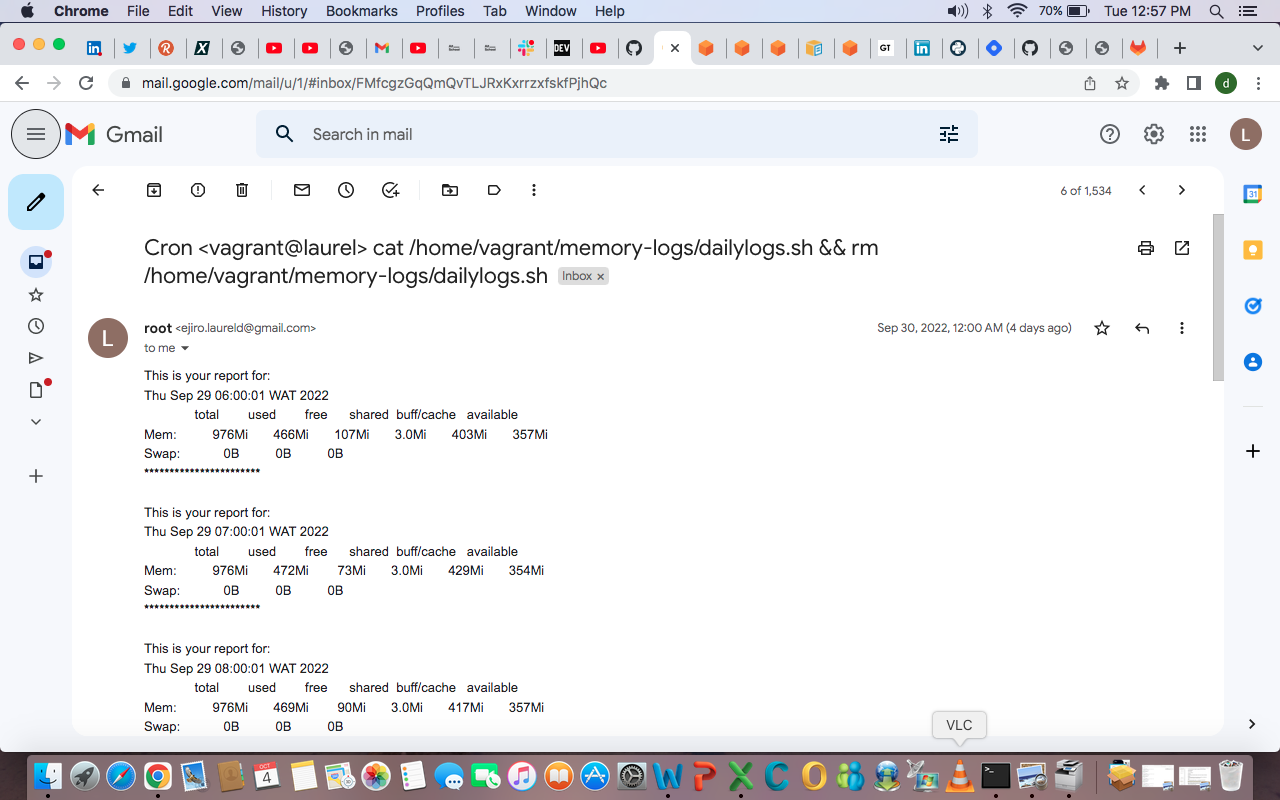 Chrome File Edit View History Bookmarks Profiles Tab Window Help 70% Tue 12:57 PM
DEV GT
mail.google.com/mail/u/1/#inbox/FMfcgzGqQmQvTLJRxKxrrzxfskfPjhQc d
Gmail Search in mail L
6 of 1,534
31
Cron <vagrant@laurel> cat /home/vagrant/memory-logs/dailylogs.sh && rm
/home/vagrant/memory-logs/dailylogs.sh Inbox ×
L root <ejiro.laureld@gmail.com> Sep 30, 2022, 12:00 AM (4 days ago)
to me
This is your report for:
Thu Sep 29 06:00:01 WAT 2022
total used free shared buff/cache available
Mem: 976Mi 466Mi 107Mi 3.0Mi 403Mi 357Mi
Swap: 0B 0B 0B
***********************
This is your report for:
Thu Sep 29 07:00:01 WAT 2022
total used free shared buff/cache available
Mem: 976Mi 472Mi 73Mi 3.0Mi 429Mi 354Mi
Swap: 0B 0B 0B
***********************
This is your report for:
Thu Sep 29 08:00:01 WAT 2022
total used free shared buff/cache available
Mem: 976Mi 469Mi 90Mi 3.0Mi 417Mi 357Mi
Swap: 0B 0B 0B
VLC
OCT
4